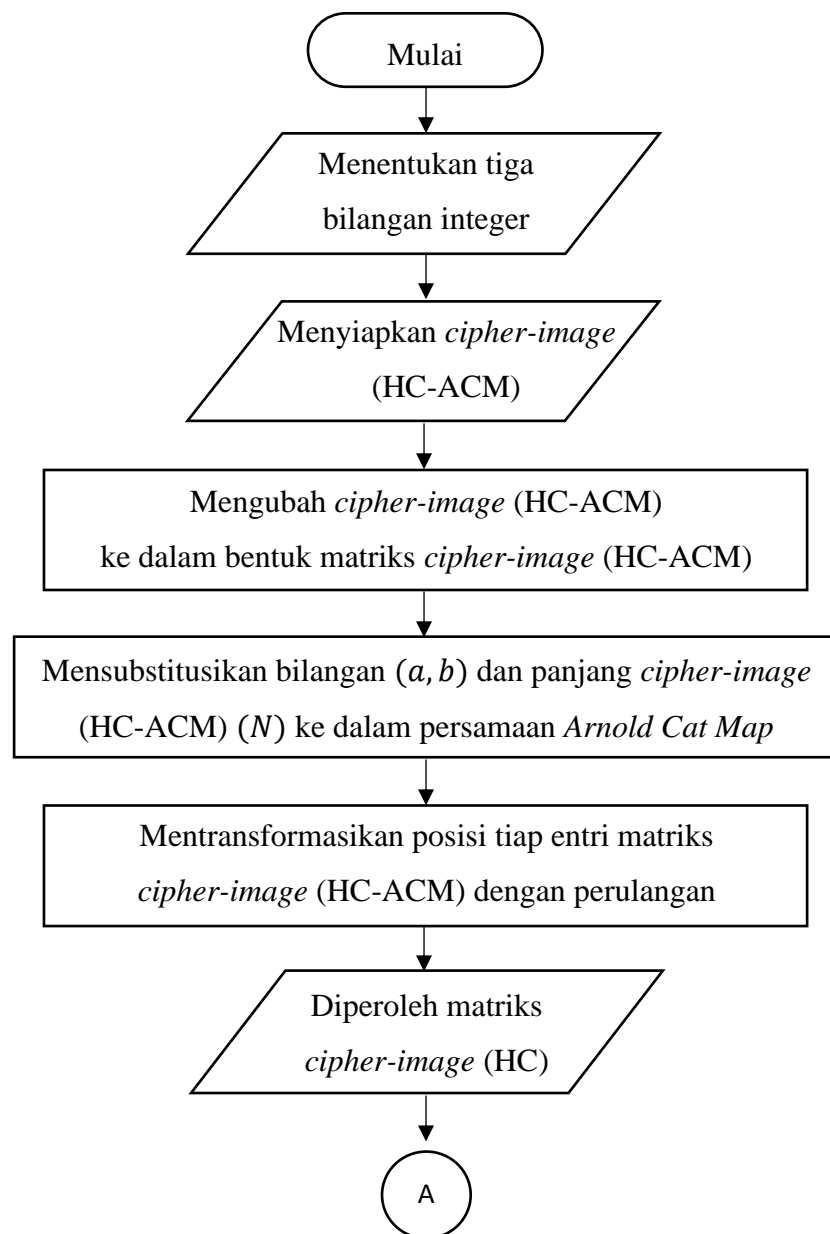 Mulai
Menentukan tiga
bilangan integer
Menyiapkan cipher-image
(HC-ACM)
Mengubah cipher-image (HC-ACM)
ke dalam bentuk matriks cipher-image (HC-ACM)
Mensubstitusikan bilangan (a, b) dan panjang cipher-image
(HC-ACM) (N) ke dalam persamaan Arnold Cat Map
Mentransformasikan posisi tiap entri matriks
cipher-image (HC-ACM) dengan perulangan
Diperoleh matriks
cipher-image (HC)
A